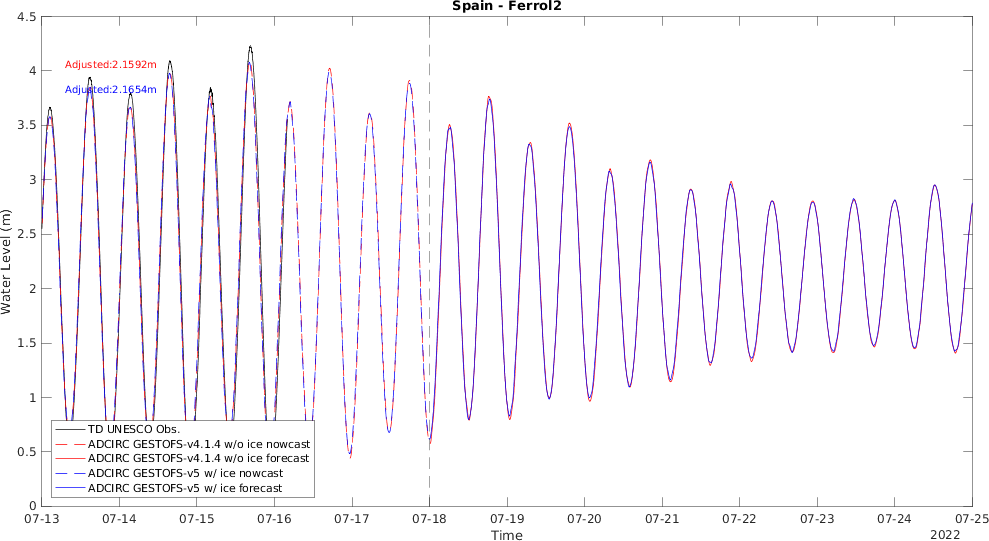 Spain - Ferrol2
4.5
4
3.5
3
2.5
2
1.5
1
0.5
0
Water Level (m)
Adjusted:2.1592m
Adjusted:2.1654m
TD UNESCO Obs.
ADCIRC GESTOFS-v4.1.4 w/o ice nowcast
ADCIRC GESTOFS-v4.1.4 w/o ice forecast
ADCIRC GESTOFS-v5 w/ ice nowcast
ADCIRC GESTOFS-v5 w/ ice forecast
07-13 07-14 07-15 07-16 07-17 07-18 07-19 07-20 07-21 07-22 07-23 07-24 07-25
Time
2022